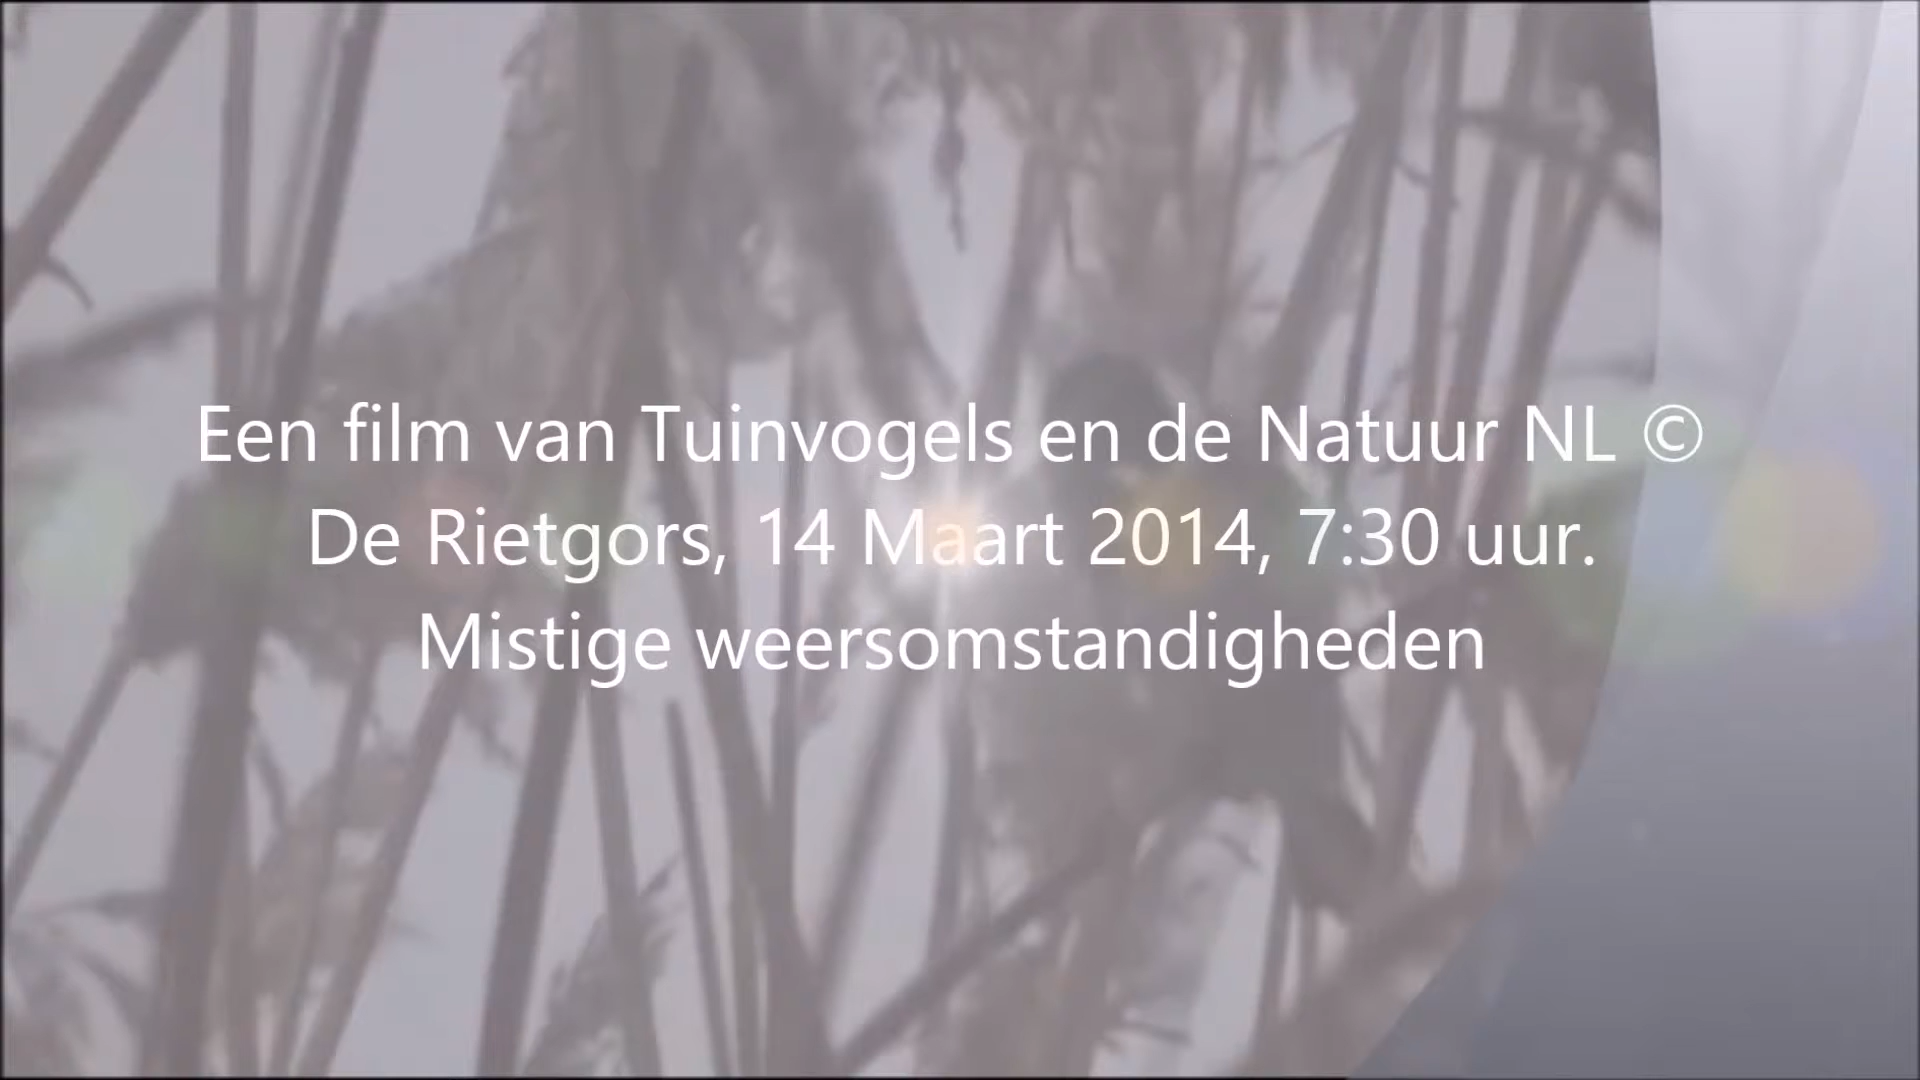 Een film van Tuinvogels en de Natuur NL ©
De Rietgors, 14 Maart 2014, 7:30 uur.
Mistige weersomstandigheden